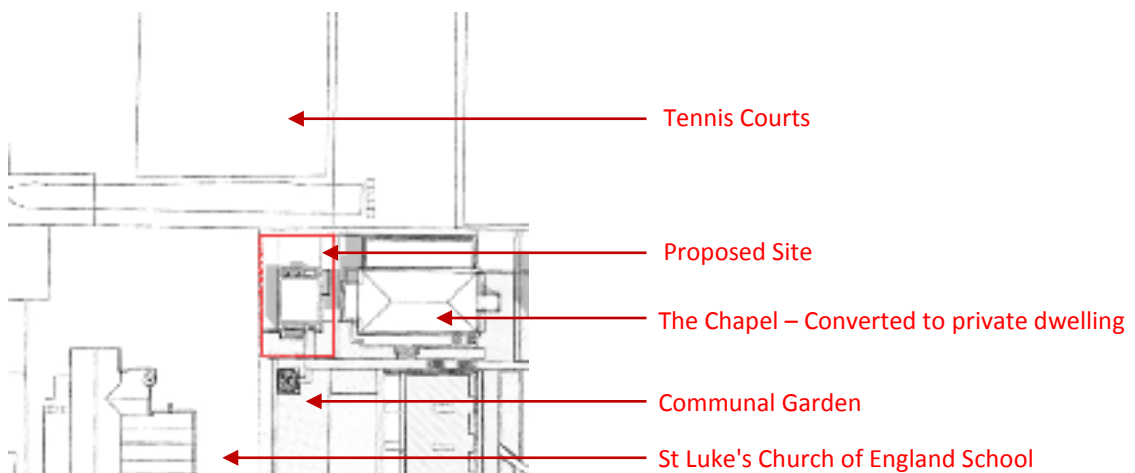 Tennis Courts
Proposed Site
The Chapel – Converted to private dwelling
Communal Garden
St Luke's Church of England School